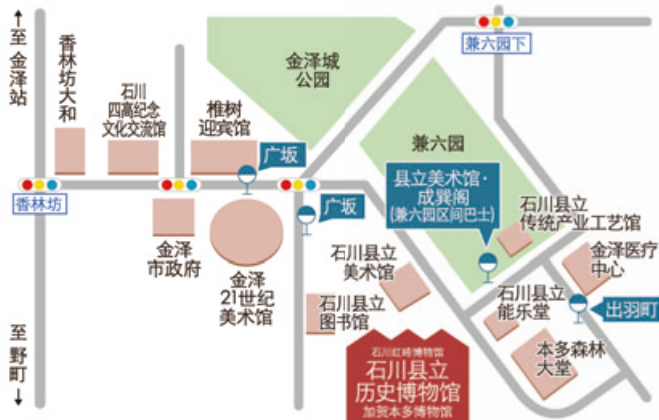 至 金泽站
香林坊大和
石川
四高纪念
文化交流馆
椎树
迎宾馆
金泽城
公园
兼六园下
兼六园
广坂
香林坊
金泽
市政府
金泽
21世纪
美术馆
广坂
县立美术馆·
成巽阁
(兼六园区间巴士)
石川县立
传统产业工艺馆
金泽医疗
中心
石川县立
美术馆
石川县立
图书馆
石川县立
能乐堂
出羽町
本多森林
大堂
石川红砖博物馆
石川县立
历史博物馆
加贺本多博物馆
至 野町